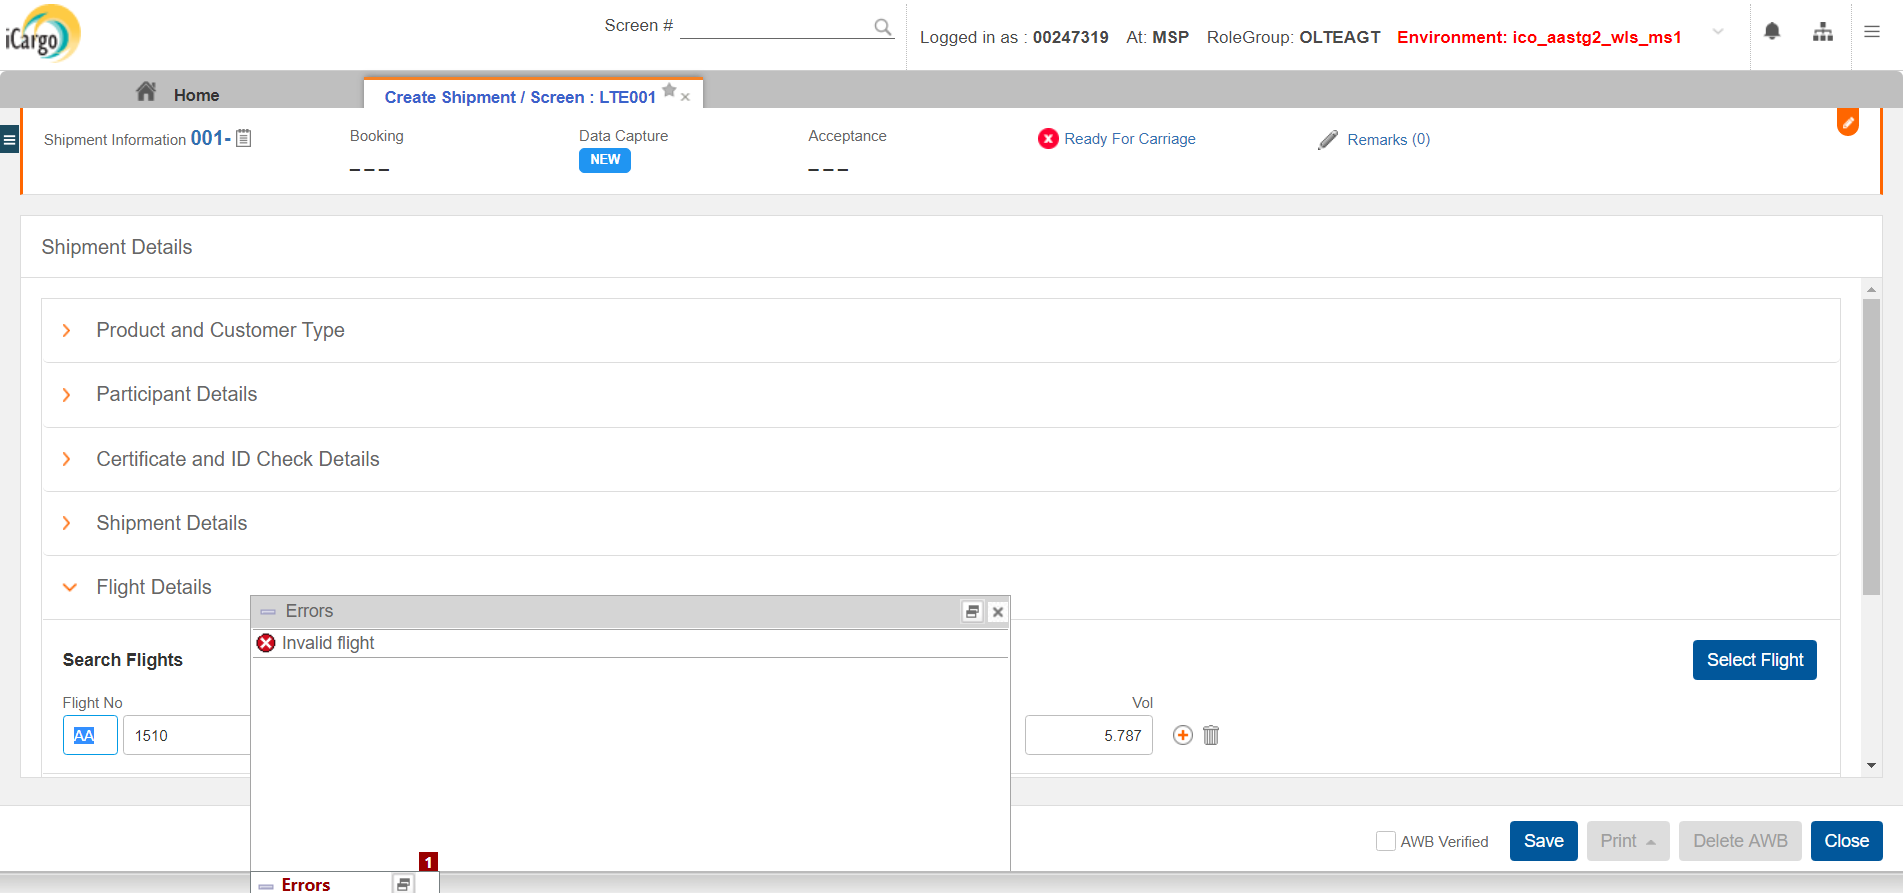 iCargo
Screen #
Logged in as : 00247319 At: MSP RoleGroup: OLTEAGT Environment: ico_aastg2_wls_ms1
Home
Create Shipment / Screen : LTE001
Shipment Information 001-
Booking
Data Capture
Acceptance
Ready For Carriage
Remarks (0)
---
NEW
---
Shipment Details
Product and Customer Type
Participant Details
Certificate and ID Check Details
Shipment Details
Flight Details
Errors
Invalid flight
Search Flights
Select Flight
Flight No
Vol
AA 1510
5.787
AWB Verified
Save
Print
Delete AWB
Close
1
Errors